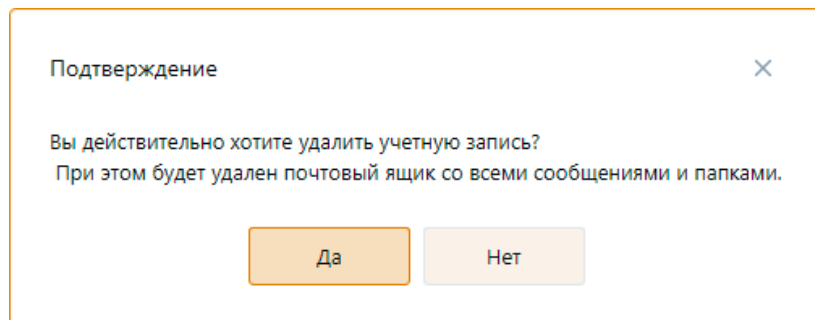 Подтверждение
Вы действительно хотите удалить учетную запись?
При этом будет удален почтовый ящик со всеми сообщениями и папками.
Да Нет